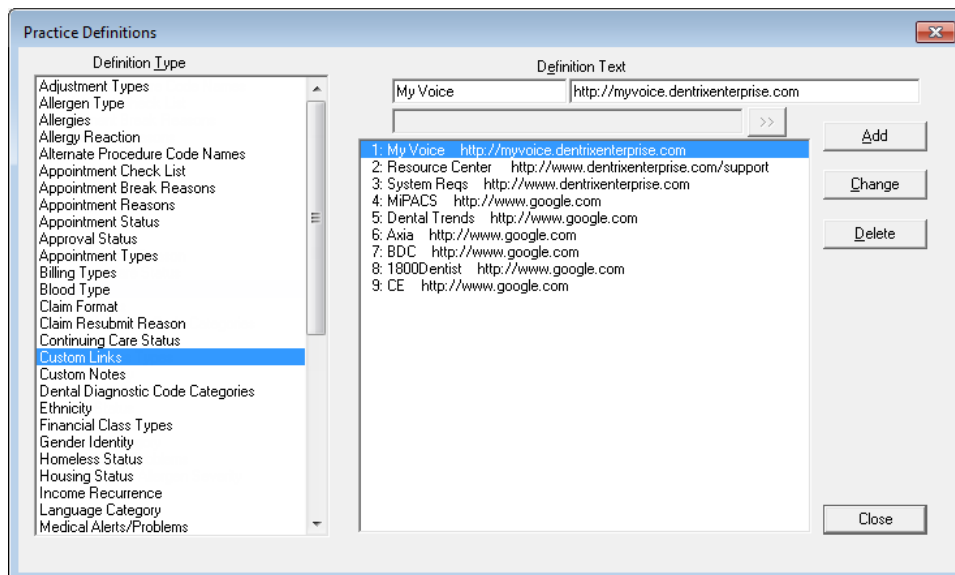 Practice Definitions
Definition Type
Adjustment Types
Allergen Type
Allergies
Allergy Reaction
Alternate Procedure Code Names
Appointment Check List
Appointment Break Reasons
Appointment Reasons
Appointment Status
Approval Status
Appointment Types
Billing Types
Blood Type
Claim Format
Claim Resubmit Reason
Continuing Care Status
Custom Links
Custom Notes
Dental Diagnostic Code Categories
Ethnicity
Financial Class Types
Gender Identity
Homeless Status
Housing Status
Income Recurrence
Language Category
Medical Alerts/Problems
Definition Text
My Voice http://myvoice.dentrixenterprise.com
>>
1: My Voice http://myvoice.dentrixenterprise.com
2: Resource Center http://www.dentrixenterprise.com/support
3: System Reqs http://www.dentrixenterprise.com
4: MiPACS http://www.google.com
5: Dental Trends http://www.google.com
6: Axia http://www.google.com
7: BDC http://www.google.com
8: 1800Dentist http://www.google.com
9: CE http://www.google.com
Add
Change
Delete
Close